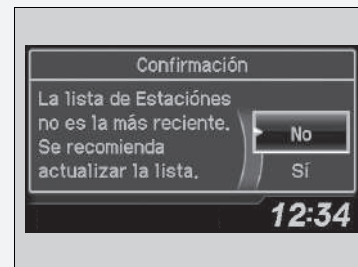 Confirmación
La lista de Estaciónes
no es la más reciente.
Se recomienda
actualizar la lista.
No
Sí
12:34